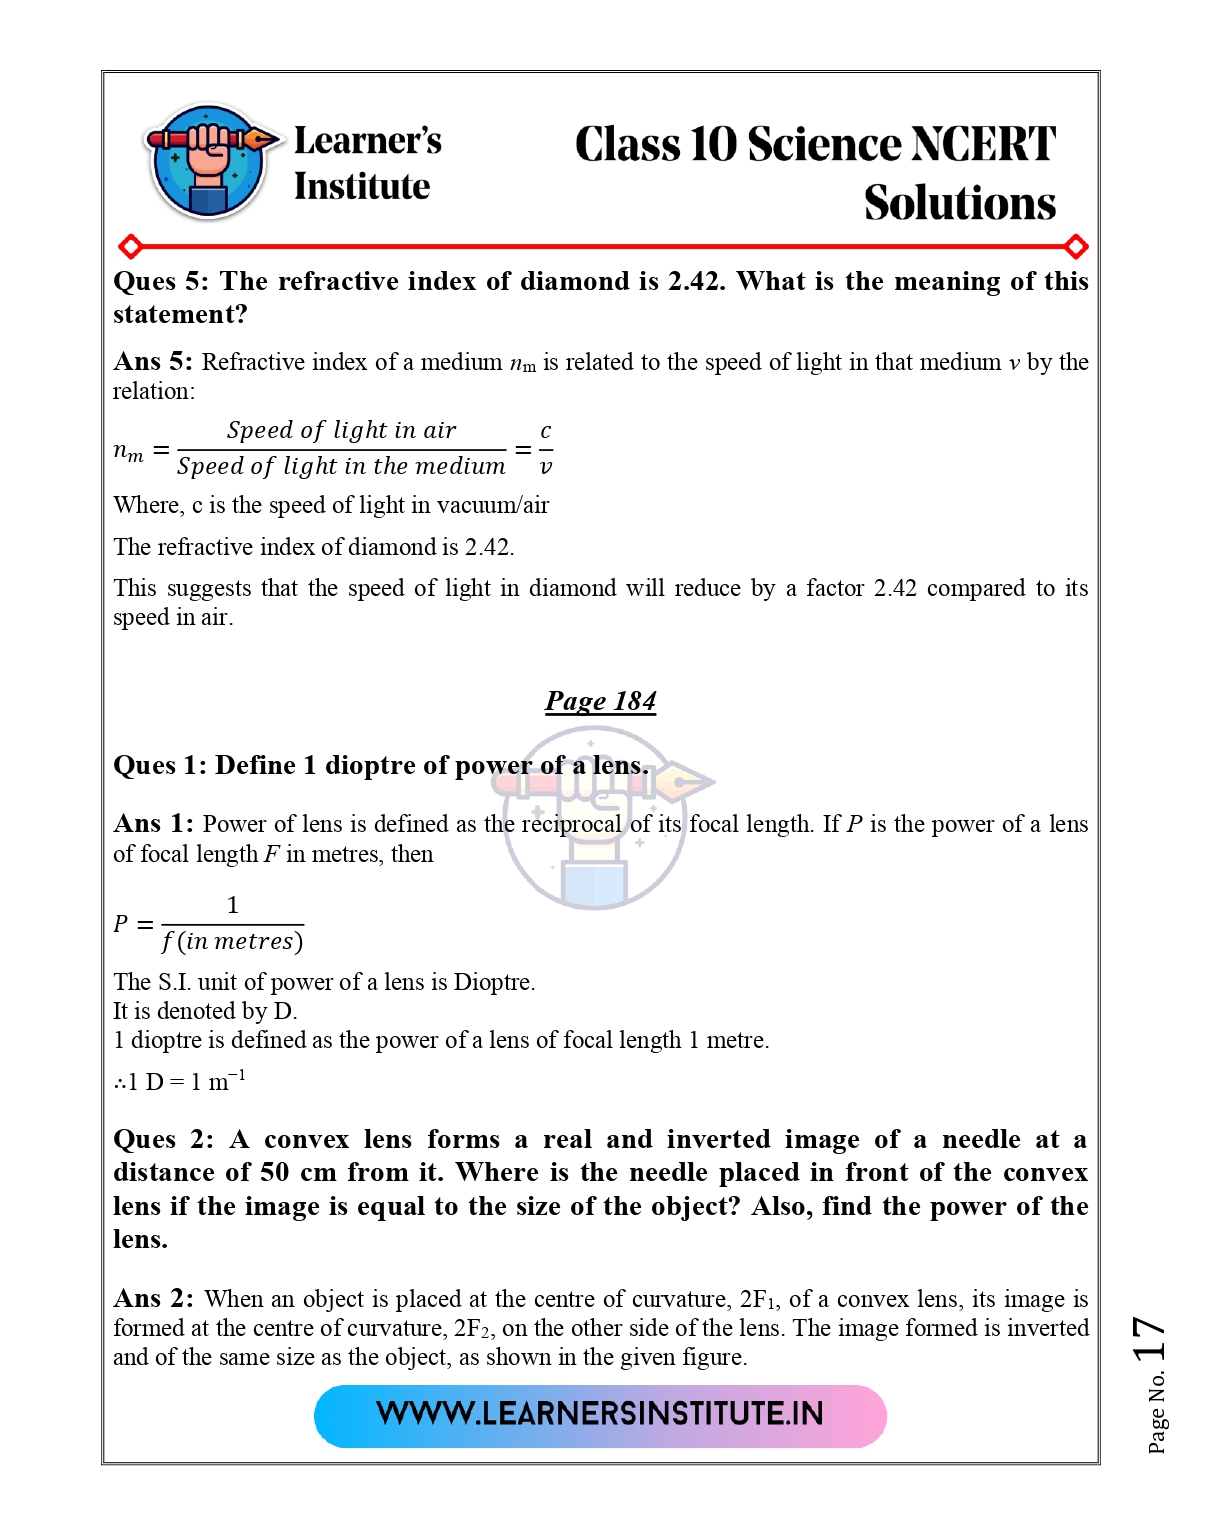 Learner's
Institute
Class 10 Science NCERT
Solutions
Ques 5: The refractive index of diamond is 2.42. What is the meaning of this
statement?
Ans 5: Refractive index of a medium nm is related to the speed of light in that medium v by the
relation:
n_m = Speed of light in air / Speed of light in the medium = c / v
Where, c is the speed of light in vacuum/air
The refractive index of diamond is 2.42.
This suggests that the speed of light in diamond will reduce by a factor 2.42 compared to its
speed in air.
Page 184
Ques 1: Define 1 dioptre of power of a lens.
Ans 1: Power of lens is defined as the reciprocal of its focal length. If P is the power of a lens
of focal length F in metres, then
P = 1 / f(in metres)
The S.I. unit of power of a lens is Dioptre.
It is denoted by D.
1 dioptre is defined as the power of a lens of focal length 1 metre.
∴1 D = 1 m⁻¹
Ques 2: A convex lens forms a real and inverted image of a needle at a
distance of 50 cm from it. Where is the needle placed in front of the convex
lens if the image is equal to the size of the object? Also, find the power of the
lens.
Ans 2: When an object is placed at the centre of curvature, 2F₁, of a convex lens, its image is
formed at the centre of curvature, 2F₂, on the other side of the lens. The image formed is inverted
and of the same size as the object, as shown in the given figure.
WWW.LEARNERSINSTITUTE.IN
Page No. 17